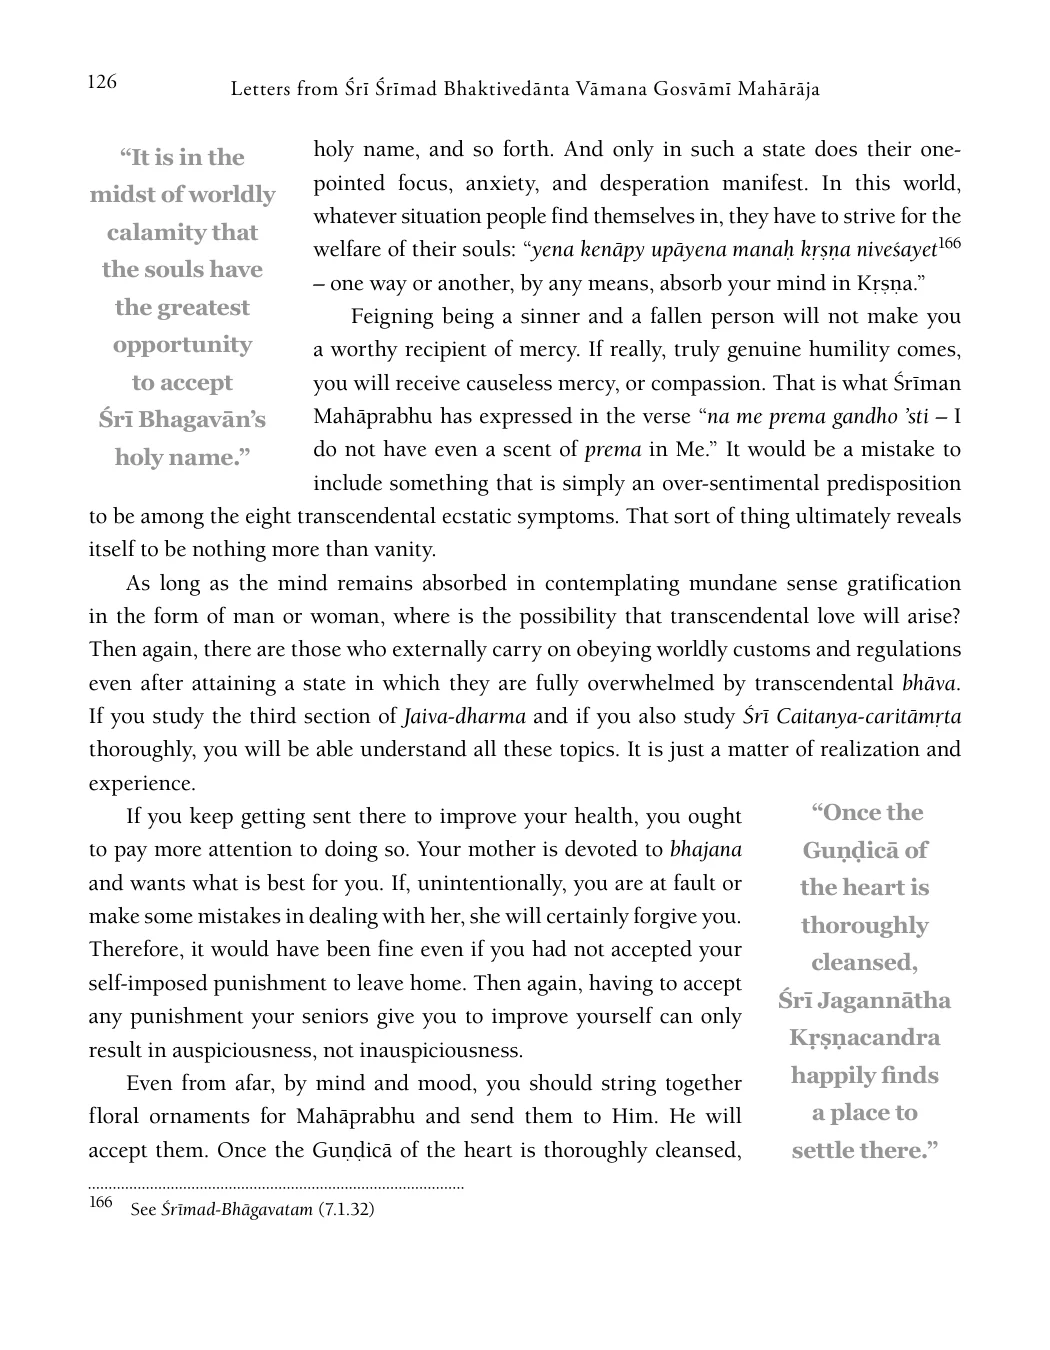 126
Letters from Śrī Śrīmad Bhaktivedānta Vāmana Gosvāmī Mahārāja
“It is in the
midst of worldly
calamity that
the souls have
the greatest
opportunity
to accept
Śrī Bhagavān’s
holy name.”
holy name, and so forth. And only in such a state does their one-
pointed focus, anxiety, and desperation manifest. In this world,
whatever situation people find themselves in, they have to strive for the
welfare of their souls: “yena kenāpy upāyena manaḥ kṛṣṇa niveśayet166
– one way or another, by any means, absorb your mind in Kṛṣṇa.”
Feigning being a sinner and a fallen person will not make you
a worthy recipient of mercy. If really, truly genuine humility comes,
you will receive causeless mercy, or compassion. That is what Śrīman
Mahāprabhu has expressed in the verse “na me prema gandho ’sti – I
do not have even a scent of prema in Me.” It would be a mistake to
include something that is simply an over-sentimental predisposition
to be among the eight transcendental ecstatic symptoms. That sort of thing ultimately reveals
itself to be nothing more than vanity.
As long as the mind remains absorbed in contemplating mundane sense gratification
in the form of man or woman, where is the possibility that transcendental love will arise?
Then again, there are those who externally carry on obeying worldly customs and regulations
even after attaining a state in which they are fully overwhelmed by transcendental bhāva.
If you study the third section of Jaiva-dharma and if you also study Śrī Caitanya-caritāmṛta
thoroughly, you will be able understand all these topics. It is just a matter of realization and
experience.
If you keep getting sent there to improve your health, you ought
to pay more attention to doing so. Your mother is devoted to bhajana
and wants what is best for you. If, unintentionally, you are at fault or
make some mistakes in dealing with her, she will certainly forgive you.
Therefore, it would have been fine even if you had not accepted your
self-imposed punishment to leave home. Then again, having to accept
any punishment your seniors give you to improve yourself can only
result in auspiciousness, not inauspiciousness.
Even from afar, by mind and mood, you should string together
floral ornaments for Mahāprabhu and send them to Him. He will
accept them. Once the Guṇḍicā of the heart is thoroughly cleansed,
“Once the
Guṇḍicā of
the heart is
thoroughly
cleansed,
Śrī Jagannātha
Kṛṣṇacandra
happily finds
a place to
settle there.”
166 See Śrīmad-Bhāgavatam (7.1.32)